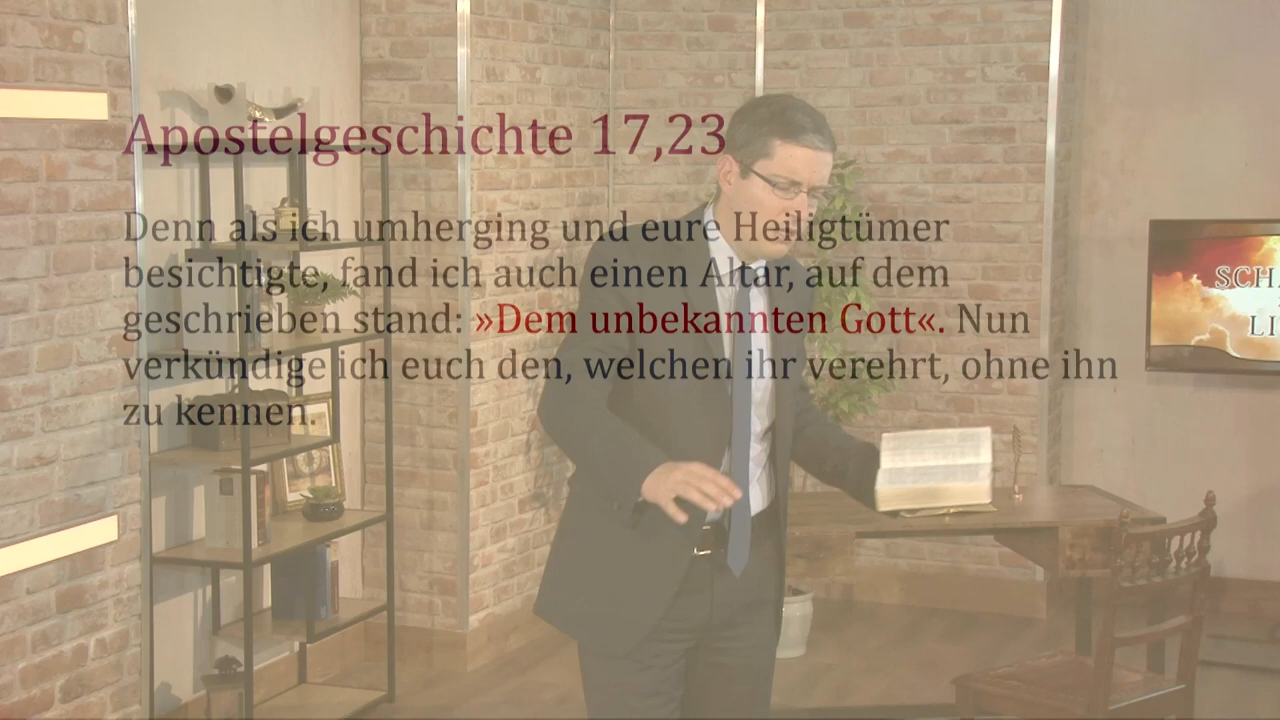 Apostelgeschichte 17,23
Denn als ich umherging und eure Heiligtümer
besichtigte, fand ich auch einen Altar, auf dem
geschrieben stand: »Dem unbekannten Gott«. Nun
verkündige ich euch den, welchen ihr verehrt, ohne ihn
zu kennen.